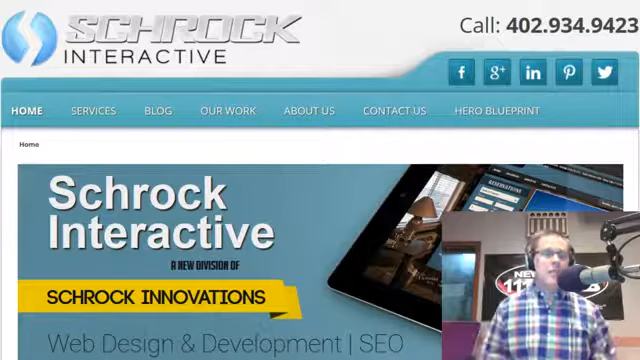 SCHROCK
INTERACTIVE
Call: 402.934.9423
HOME SERVICES BLOG OUR WORK ABOUT US CONTACT US HERO BLUEPRINT
Home
Schrock
Interactive
A NEW DIVISION OF
SCHROCK INNOVATIONS
Web Design & Development | SEO
RESERVATIONS